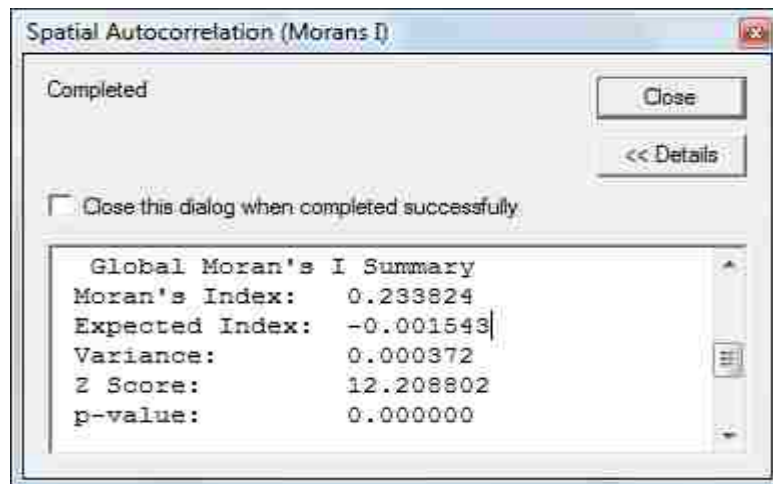 Spatial Autocorrelation (Morans I)
Completed
Close
<< Details
Close this dialog when completed successfully
Global Moran's I Summary
Moran's Index: 0.233824
Expected Index: -0.001543
Variance: 0.000372
Z Score: 12.208802
p-value: 0.000000